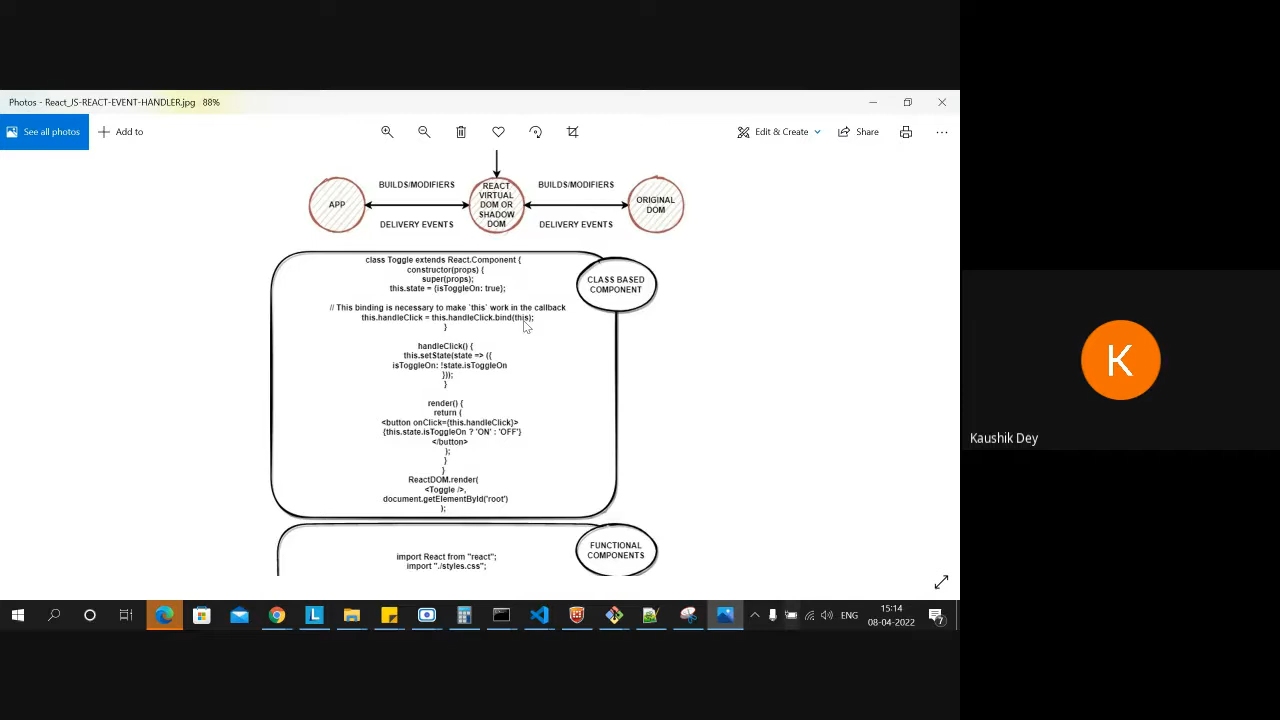 Photos - React_JS-REACT-EVENT-HANDLER.jpg 88%
See all photos
Add to
Edit & Create
Share
BUILDS/MODIFIERS
BUILDS/MODIFIERS
APP
REACT
VIRTUAL
DOM OR
SHADOW
DOM
ORIGINAL
DOM
DELIVERY EVENTS
DELIVERY EVENTS
CLASS BASED
COMPONENT
class Toggle extends React.Component {
constructor(props) {
super(props);
this.state = {isToggleOn: true};
// This binding is necessary to make `this` work in the callback
this.handleClick = this.handleClick.bind(this);
}
handleClick() {
this.setState(state => ({
isToggleOn: !state.isToggleOn
}));
}
render() {
return (
<button onClick={this.handleClick}>
{this.state.isToggleOn ? 'ON' : 'OFF'}
</button>
);
}
}
ReactDOM.render(
<Toggle />,
document.getElementById('root')
);
FUNCTIONAL
COMPONENTS
import React from "react";
import "./styles.css";
K
Kaushik Dey
L
ENG
15:14
08-04-2022
7